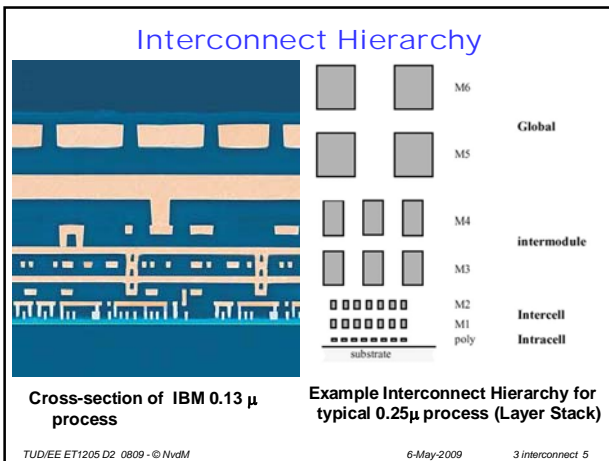 Interconnect Hierarchy
M6
Global
M5
M4
intermodule
M3
M2
Intercell
M1
poly
Intracell
substrate
Cross-section of IBM 0.13 μ
process
Example Interconnect Hierarchy for
typical 0.25μ process (Layer Stack)
TUD/EE ET1205 D2 0809 - © NvdM
6-May-2009
3 interconnect 5